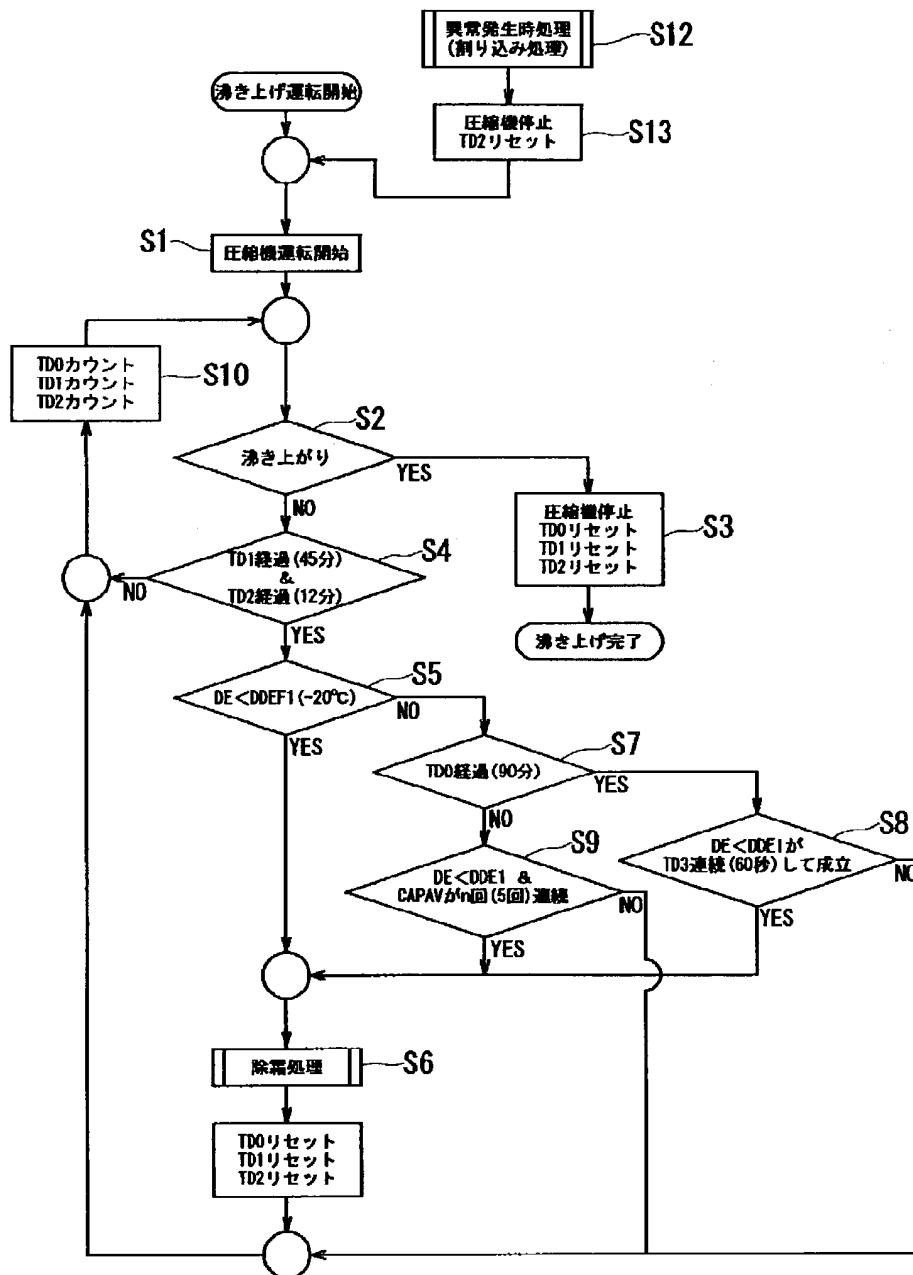 異常発生時処理
(割り込み処理)
S12
沸き上げ運転開始
圧縮機停止
TD2リセット
S13
S1
圧縮機運転開始
TD0カウント
TD1カウント
TD2カウント
S10
S2
沸き上がり
YES
NO
圧縮機停止
TD0リセット
TD1リセット
TD2リセット
S3
S4
TD1経過(45分)
&
TD2経過(12分)
NO
YES
沸き上げ完了
S5
DE<DDEF1(-20℃)
NO
YES
S7
TD0経過(90分)
YES
NO
S8
DE<DDE1が
TD3連続(60秒)して成立
NO
YES
S9
DE<DDE1 &
CAPAVがn回(5回)連続
NO
YES
除霜処理
S6
TD0リセット
TD1リセット
TD2リセット